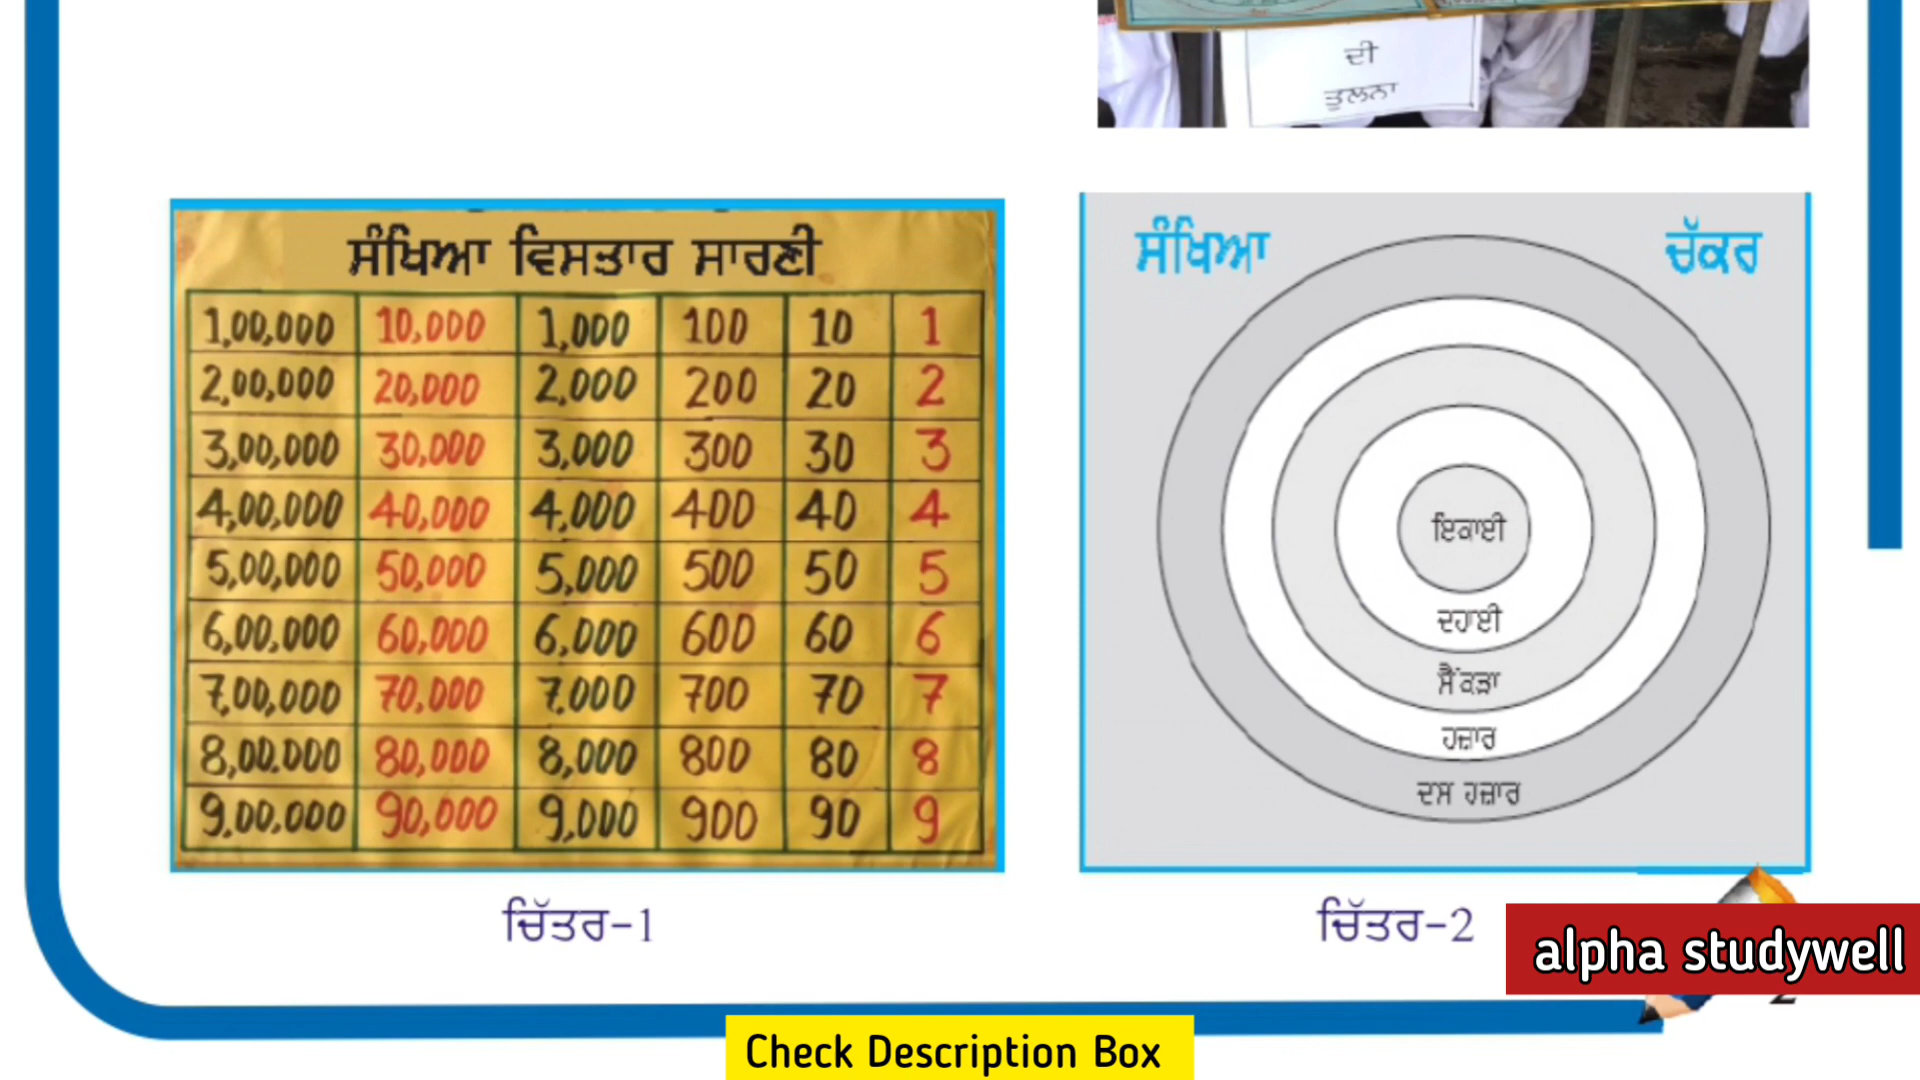 ਦੀ
ਤੁਲਨਾ
ਸੰਖਿਆ ਵਿਸਤਾਰ ਸਾਰਣੀ
1,00,000 10,000 1,000 100 10 1
2,00,000 20,000 2,000 200 20 2
3,00,000 30,000 3,000 300 30 3
4,00,000 40,000 4,000 400 40 4
5,00,000 50,000 5,000 500 50 5
6,00,000 60,000 6,000 600 60 6
7,00,000 70,000 7,000 700 70 7
8,00,000 80,000 8,000 800 80 8
9,00,000 90,000 9,000 900 90 9
ਚਿੱਤਰ-1
ਸੰਖਿਆ ਚੱਕਰ
ਇਕਾਈ
ਦਹਾਈ
ਸੈਂਕੜਾ
ਹਜ਼ਾਰ
ਦਸ ਹਜ਼ਾਰ
ਚਿੱਤਰ-2
alpha studywell
Check Description Box